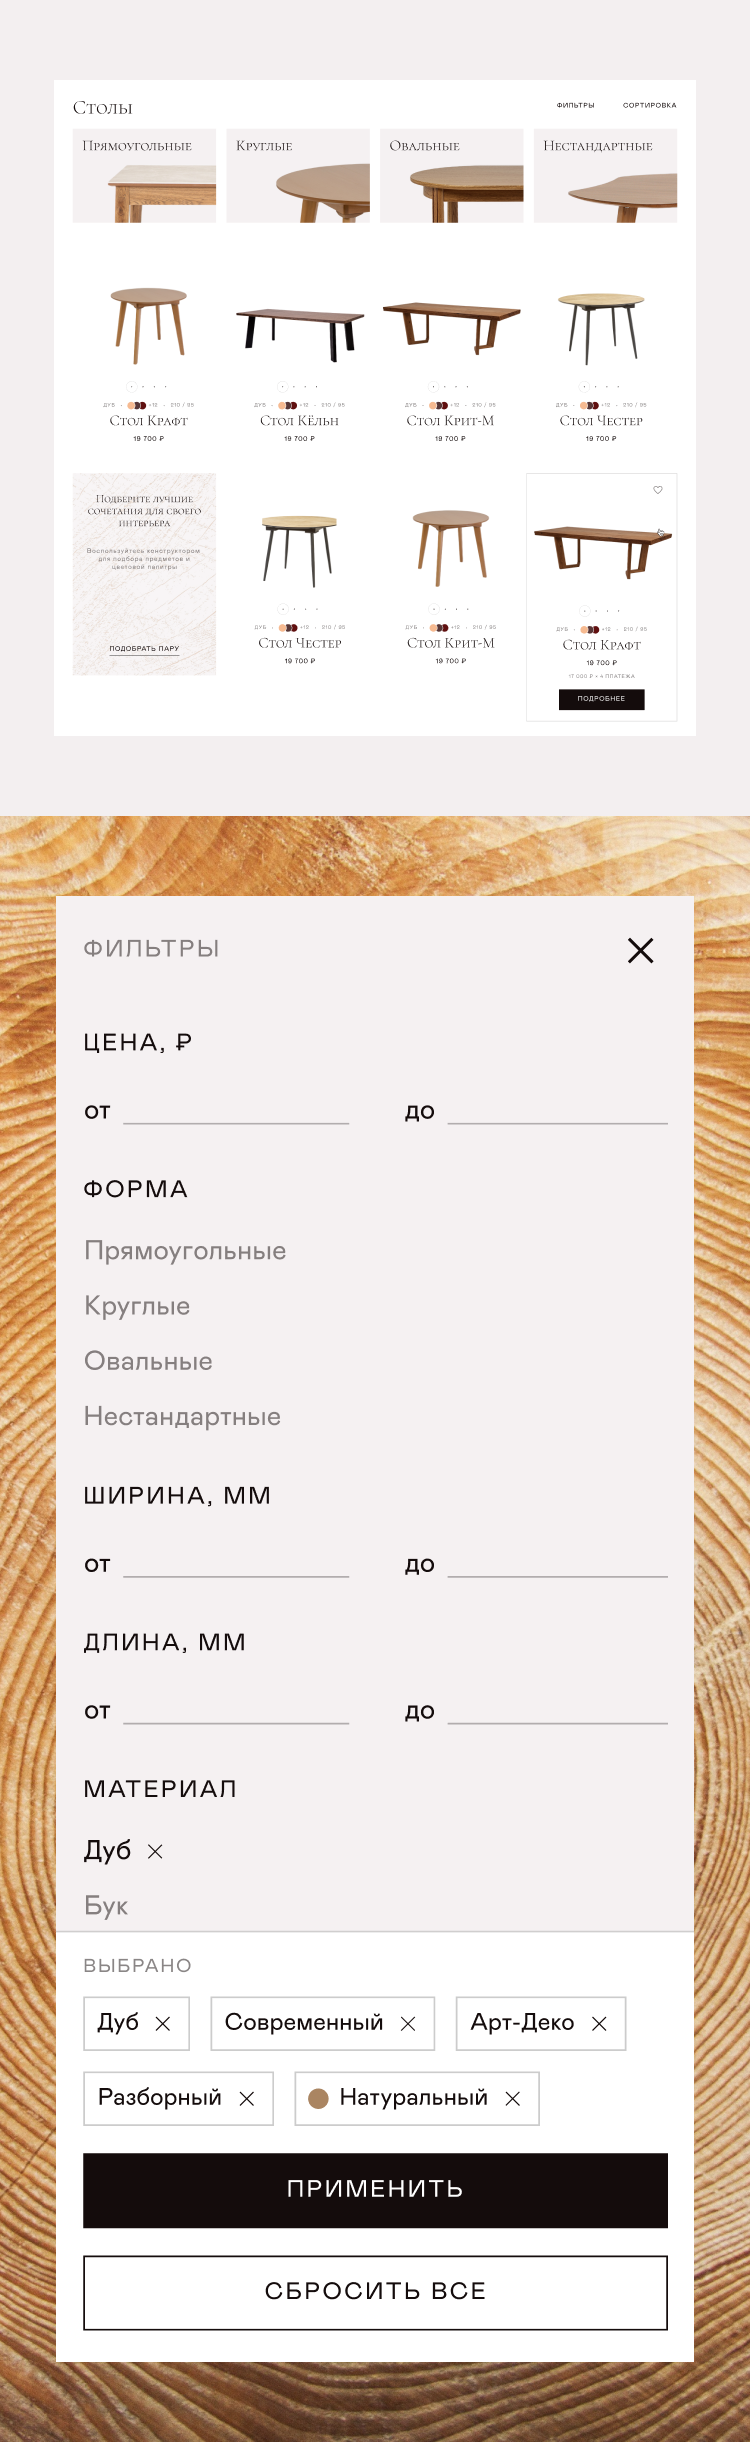 Столы
ФИЛЬТРЫ СОРТИРОВКА
Прямоугольные Круглые Овальные Нестандартные
ДУБ +12 210 / 95 ДУБ +12 210 / 95 ДУБ +12 210 / 95 ДУБ +12 210 / 95
Стол Крафт Стол Кёльн Стол Крит-М Стол Честер
19 700 ₽ 19 700 ₽ 19 700 ₽ 19 700 ₽
Подберите лучшие
сочетания для своего
интерьера
Воспользуйтесь конструктором
для подбора предметов и
цветовой палитры
ПОДОБРАТЬ ПАРУ
ДУБ +12 210 / 95 ДУБ +12 210 / 95 ДУБ +12 210 / 95
Стол Честер Стол Крит-М Стол Крафт
19 700 ₽ 19 700 ₽ 19 700 ₽
17 000 ₽ × 4 ПЛАТЕЖА
ПОДРОБНЕЕ
ФИЛЬТРЫ
ЦЕНА, ₽
от до
ФОРМА
Прямоугольные
Круглые
Овальные
Нестандартные
ШИРИНА, ММ
от до
ДЛИНА, ММ
от до
МАТЕРИАЛ
Дуб
Бук
ВЫБРАНО
Дуб Современный Арт-Деко
Разборный Натуральный
ПРИМЕНИТЬ
СБРОСИТЬ ВСЕ